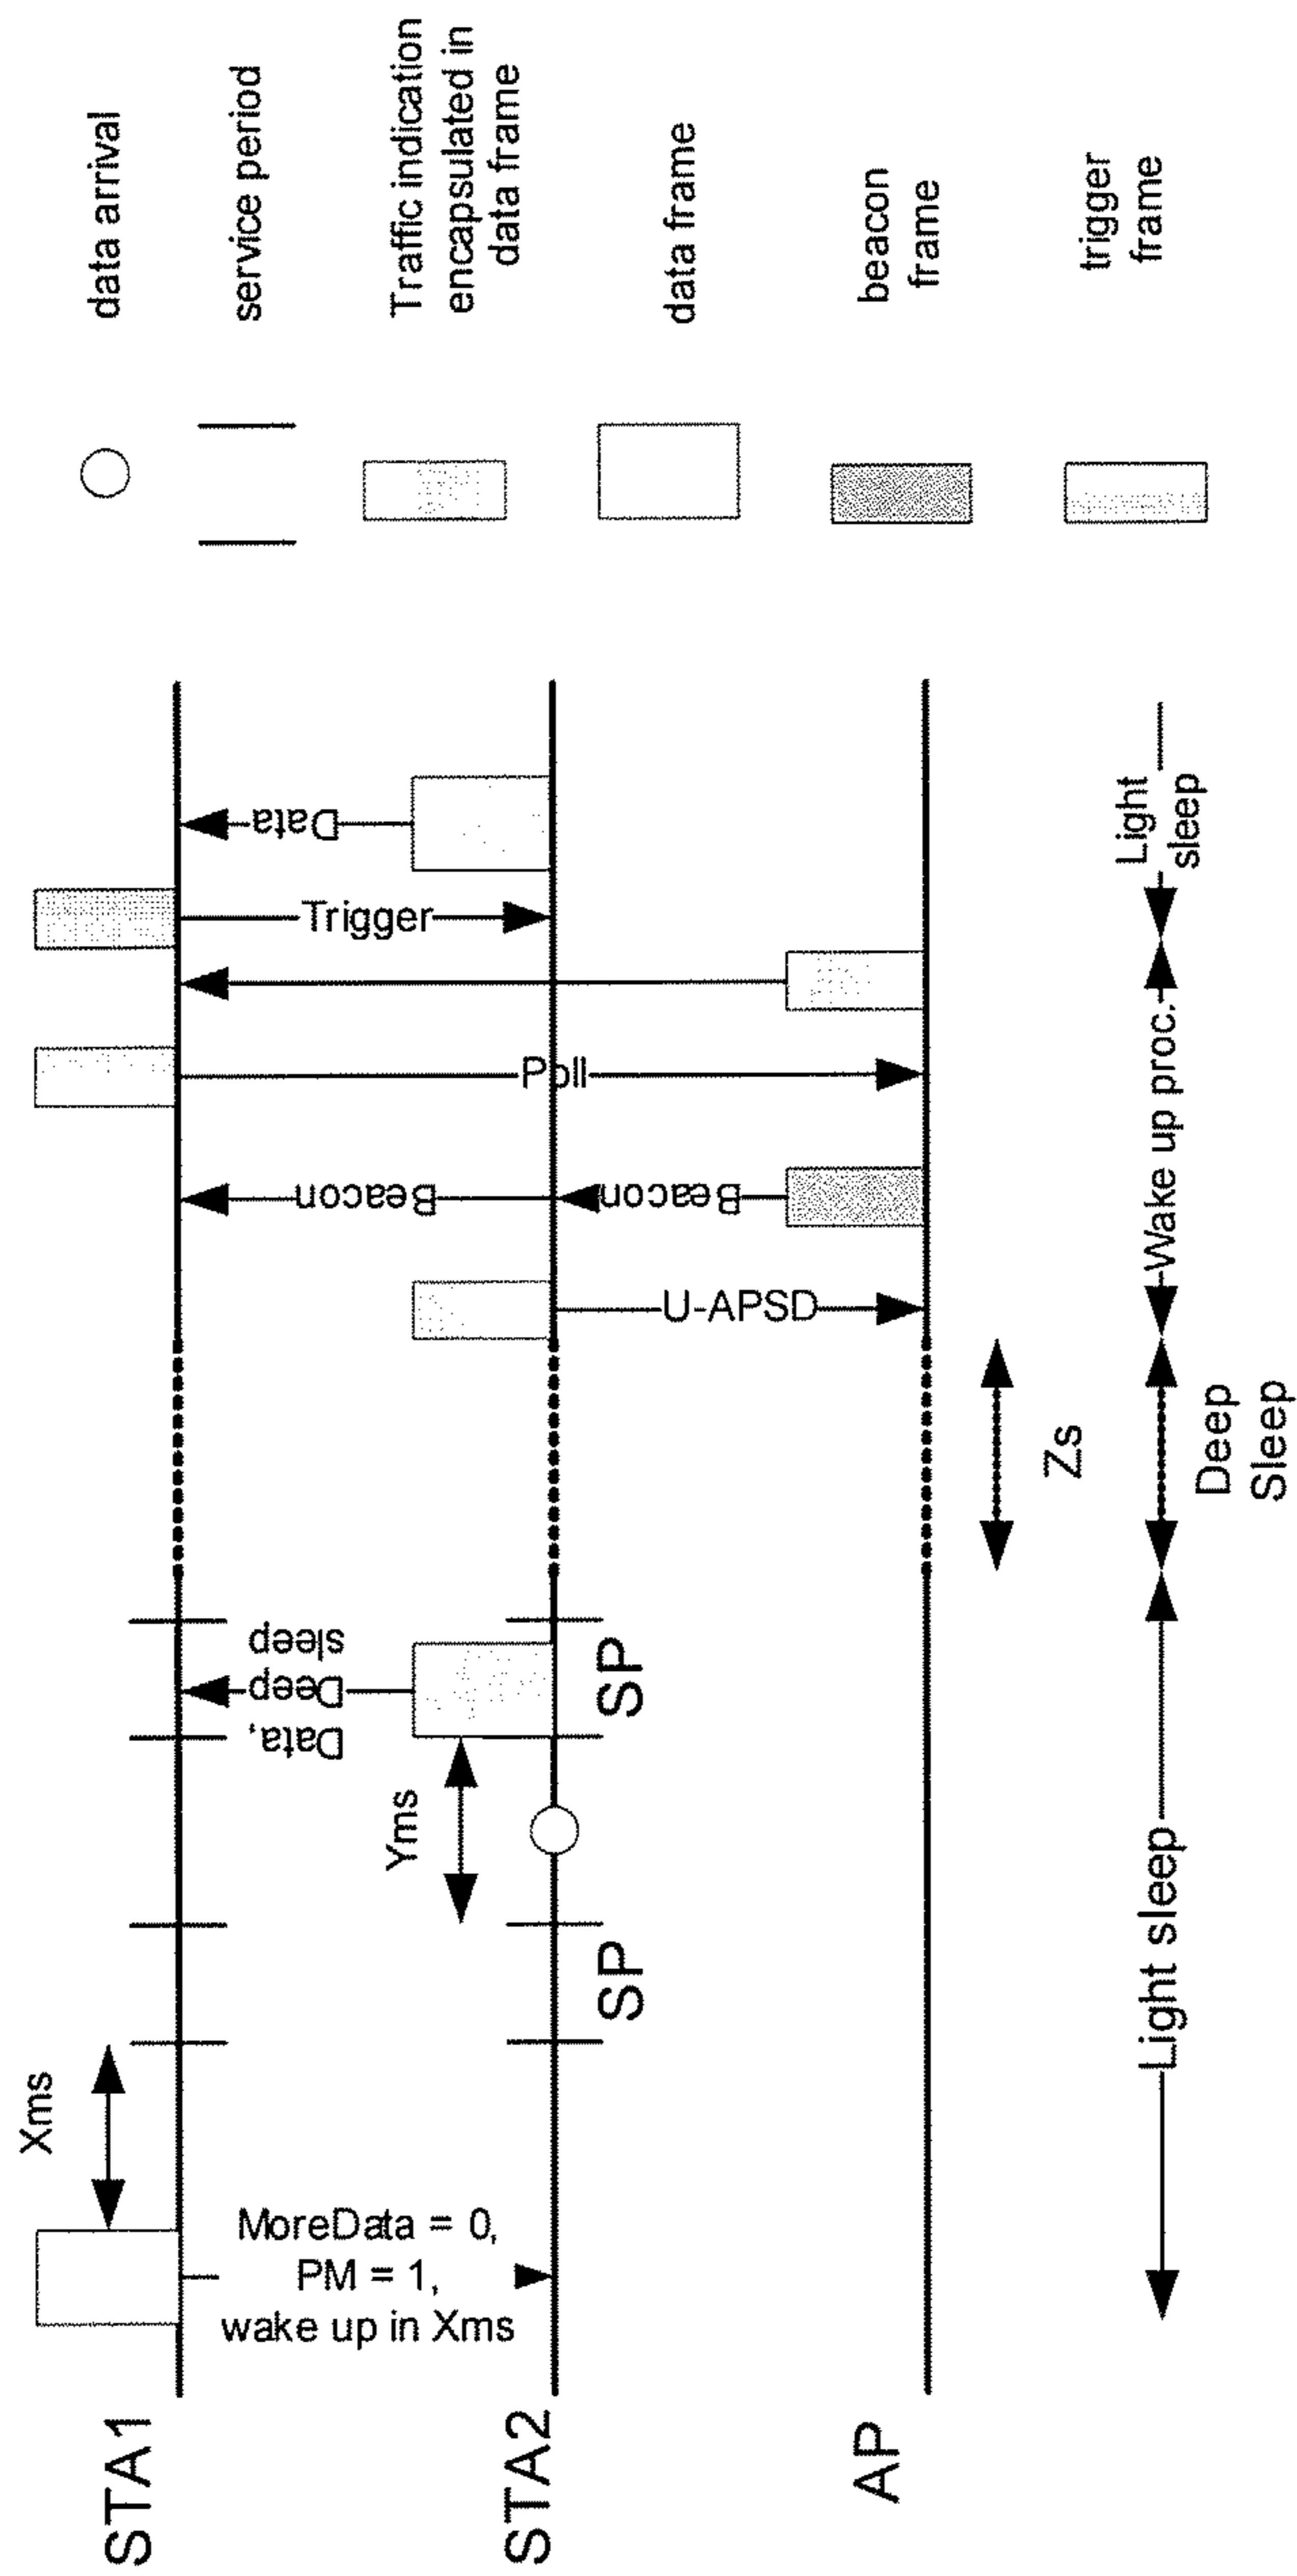 STA1
STA2
AP
Xms
MoreData = 0,
PM = 1,
wake up in Xms
SP
Yms
SP
Data,
Deep
sleep
Zs
U-APSD
Beacon
Beacon
Poll
Trigger
Data
Light sleep
Deep
Sleep
Wake up proc.
Light
sleep
data arrival
service period
Traffic indication
encapsulated in
data frame
data frame
beacon
frame
trigger
frame